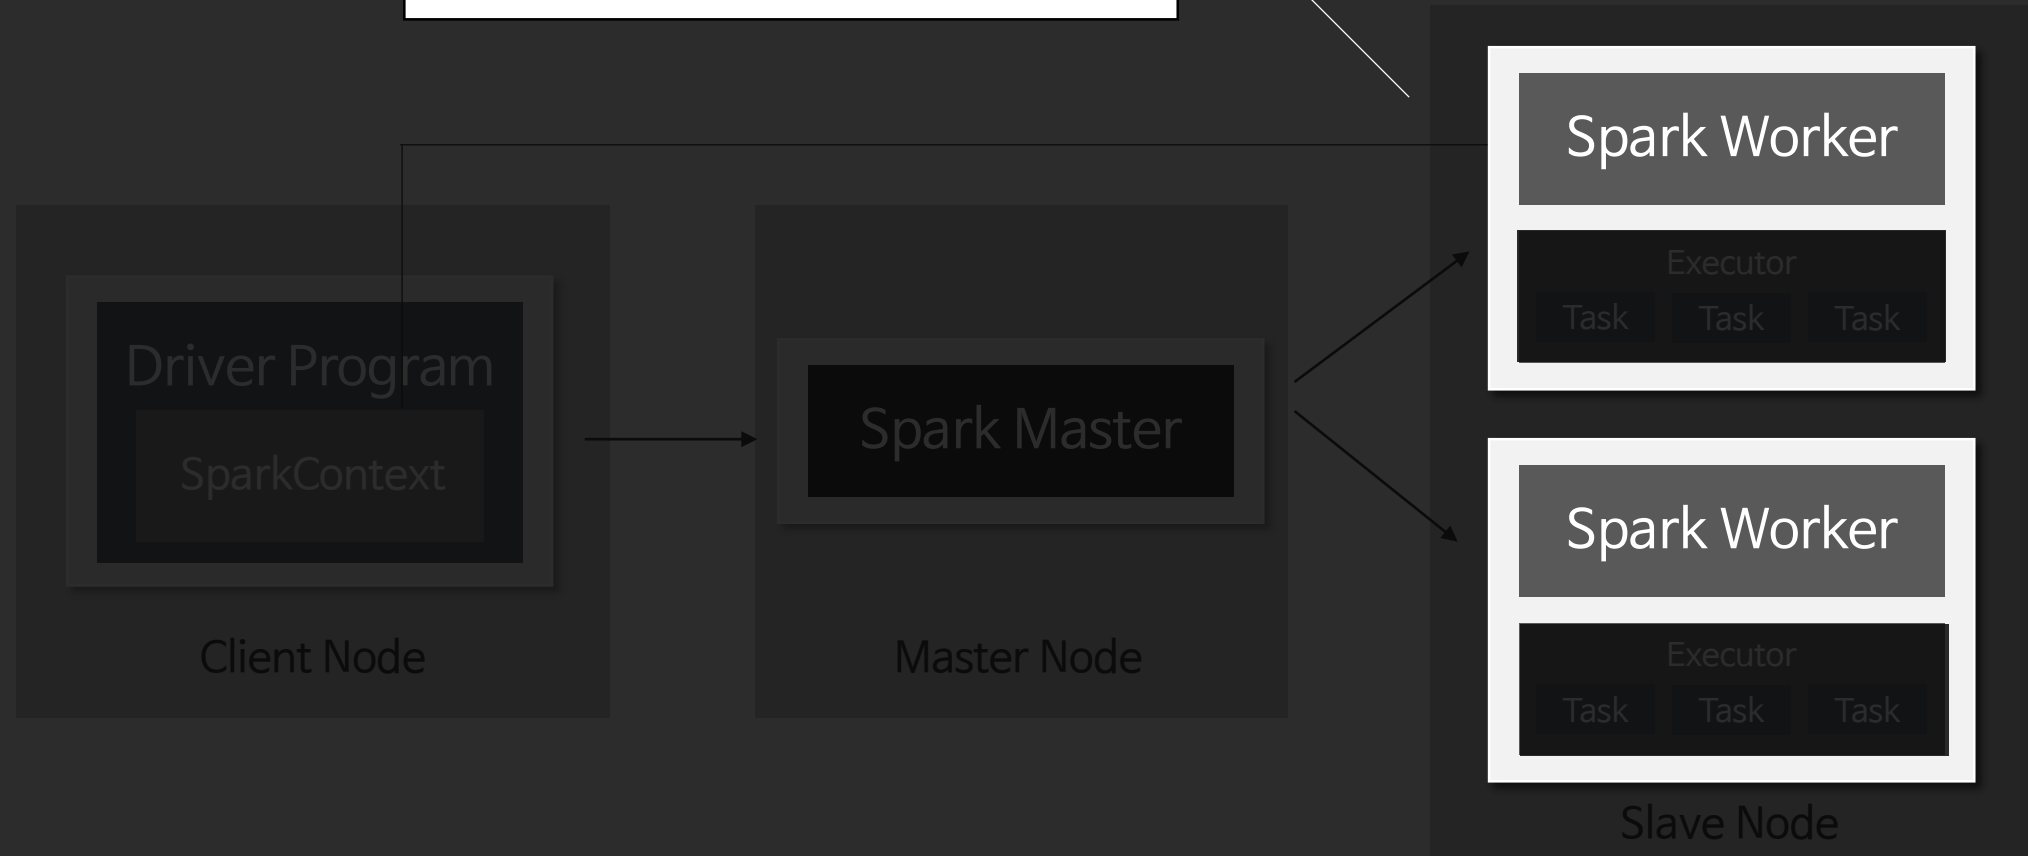 Driver Program
SparkContext
Client Node
Spark Master
Master Node
Spark Worker
Executor
Task Task Task
Spark Worker
Executor
Task Task Task
Slave Node